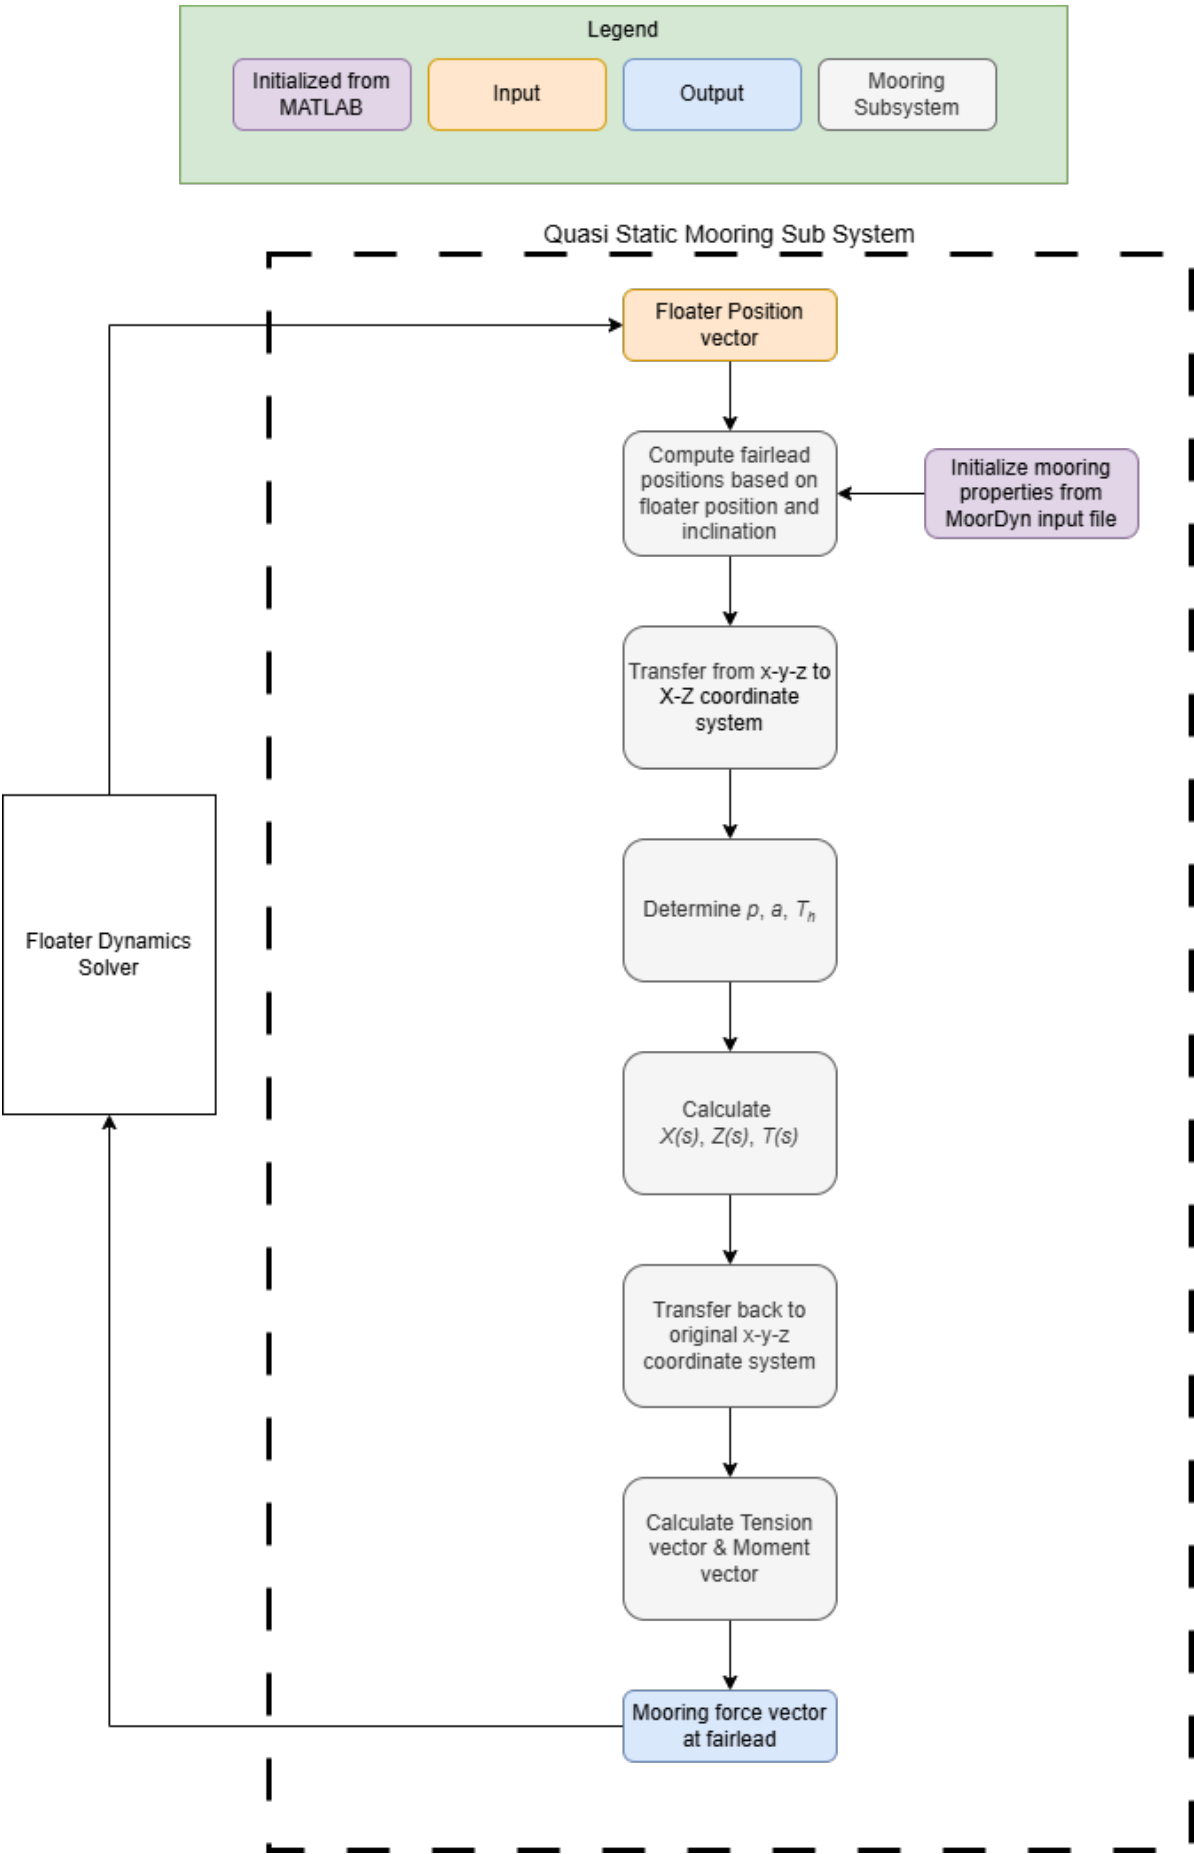 Legend
Initialized from
MATLAB
Input
Output
Mooring
Subsystem
Quasi Static Mooring Sub System
Floater Position
vector
Compute fairlead
positions based on
floater position and
inclination
Initialize mooring
properties from
MoorDyn input file
Transfer from x-y-z to
X-Z coordinate
system
Determine p, a, Tₕ
Floater Dynamics
Solver
Calculate
X(s), Z(s), T(s)
Transfer back to
original x-y-z
coordinate system
Calculate Tension
vector & Moment
vector
Mooring force vector
at fairlead